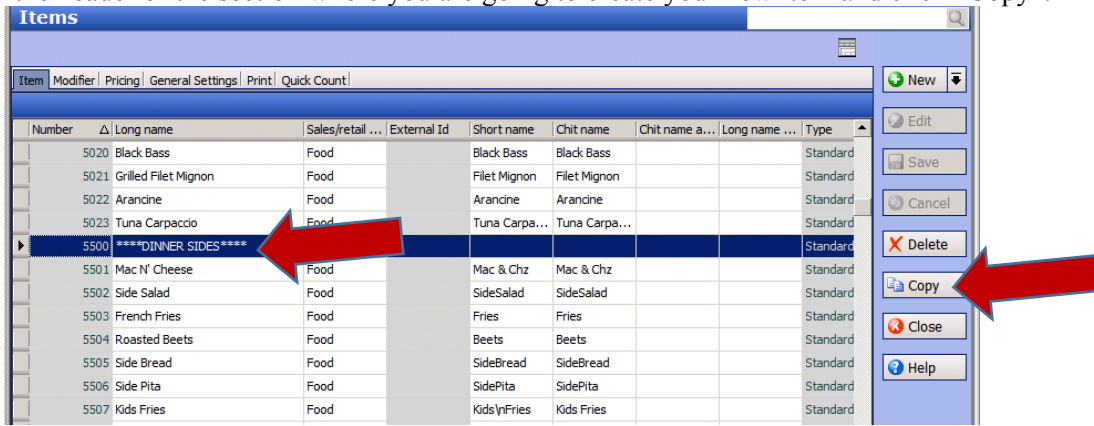 Items
Item Modifier Pricing General Settings Print Quick Count
New
Number Long name Sales/retail ... External Id Short name Chit name Chit name a... Long name ... Type
Edit
5020 Black Bass Food Black Bass Black Bass Standard
5021 Grilled Filet Mignon Food Filet Mignon Filet Mignon Standard
Save
5022 Arancine Food Arancine Arancine Standard
Cancel
5023 Tuna Carpaccio Food Tuna Carpa... Tuna Carpa... Standard
5500 ****DINNER SIDES**** Standard
Delete
5501 Mac N' Cheese Food Mac & Chz Mac & Chz Standard
Copy
5502 Side Salad Food SideSalad SideSalad Standard
5503 French Fries Food Fries Fries Standard
Close
5504 Roasted Beets Food Beets Beets Standard
5505 Side Bread Food SideBread SideBread Standard
Help
5506 Side Pita Food SidePita SidePita Standard
5507 Kids Fries Food Kids\nFries Kids Fries Standard